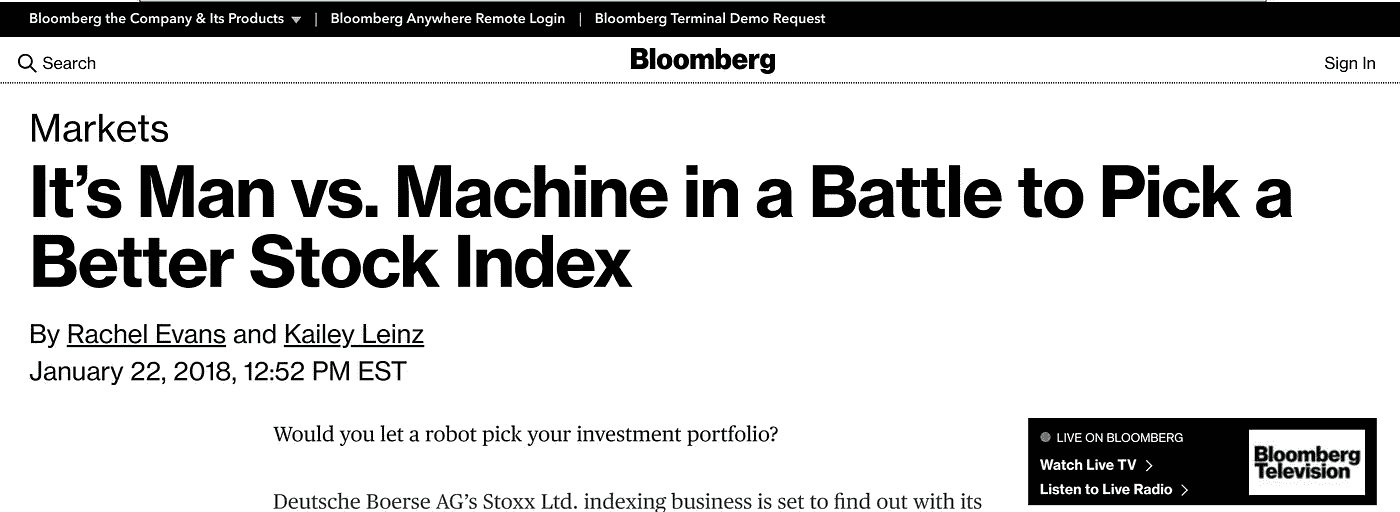 Bloomberg the Company & Its Products ▼ | Bloomberg Anywhere Remote Login | Bloomberg Terminal Demo Request
Search
Bloomberg
Sign In
Markets
It’s Man vs. Machine in a Battle to Pick a
Better Stock Index
By Rachel Evans and Kailey Leinz
January 22, 2018, 12:52 PM EST
Would you let a robot pick your investment portfolio?
Deutsche Boerse AG’s Stoxx Ltd. indexing business is set to find out with its
LIVE ON BLOOMBERG
Watch Live TV >
Listen to Live Radio >
Bloomberg
Television